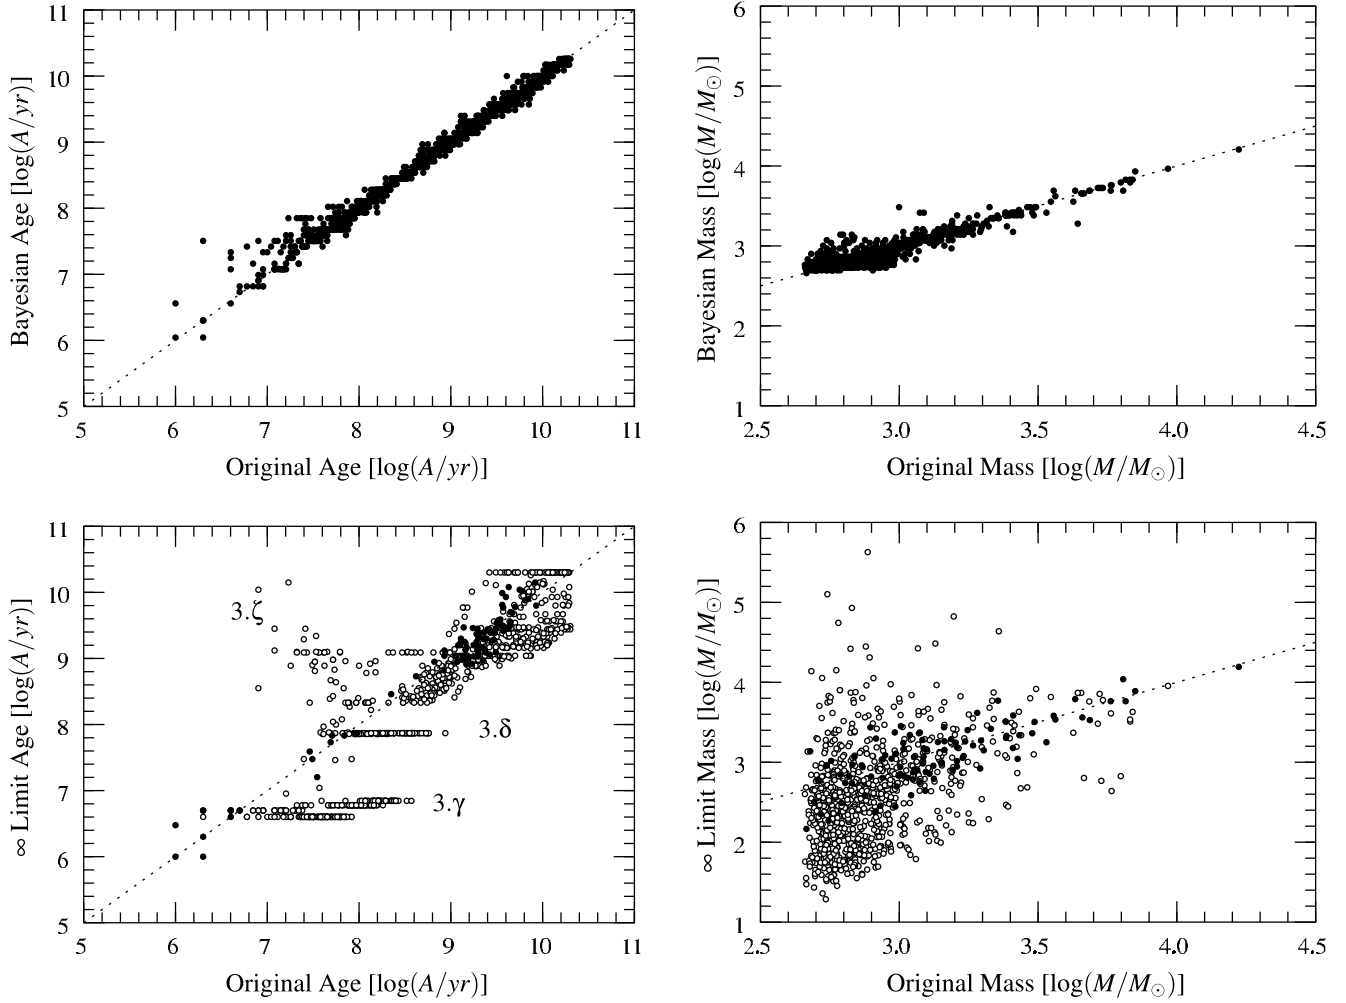 11
10
9
8
7
6
5
Bayesian Age [log(A/yr)]
5 6 7 8 9 10 11
Original Age [log(A/yr)]
6
5
4
3
2
1
Bayesian Mass [log(M/M⊙)]
2.5 3.0 3.5 4.0 4.5
Original Mass [log(M/M⊙)]
11
10
9
8
7
6
5
∞ Limit Age [log(A/yr)]
3.ζ
3.δ
3.γ
5 6 7 8 9 10 11
Original Age [log(A/yr)]
6
5
4
3
2
1
∞ Limit Mass [log(M/M⊙)]
2.5 3.0 3.5 4.0 4.5
Original Mass [log(M/M⊙)]